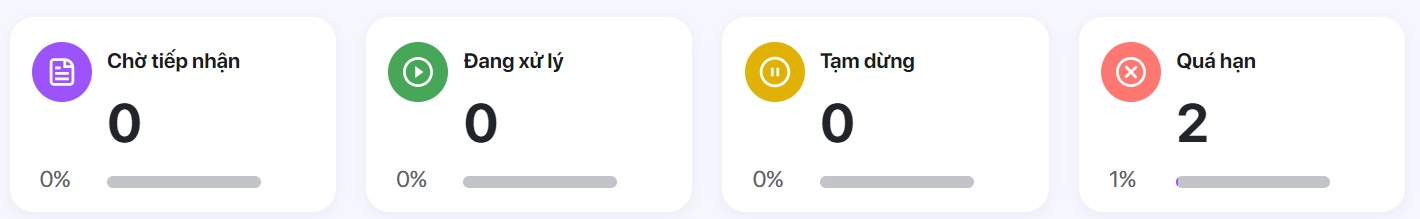 Chờ tiếp nhận
0
0%
Đang xử lý
0
0%
Tạm dừng
0
0%
Quá hạn
2
1%